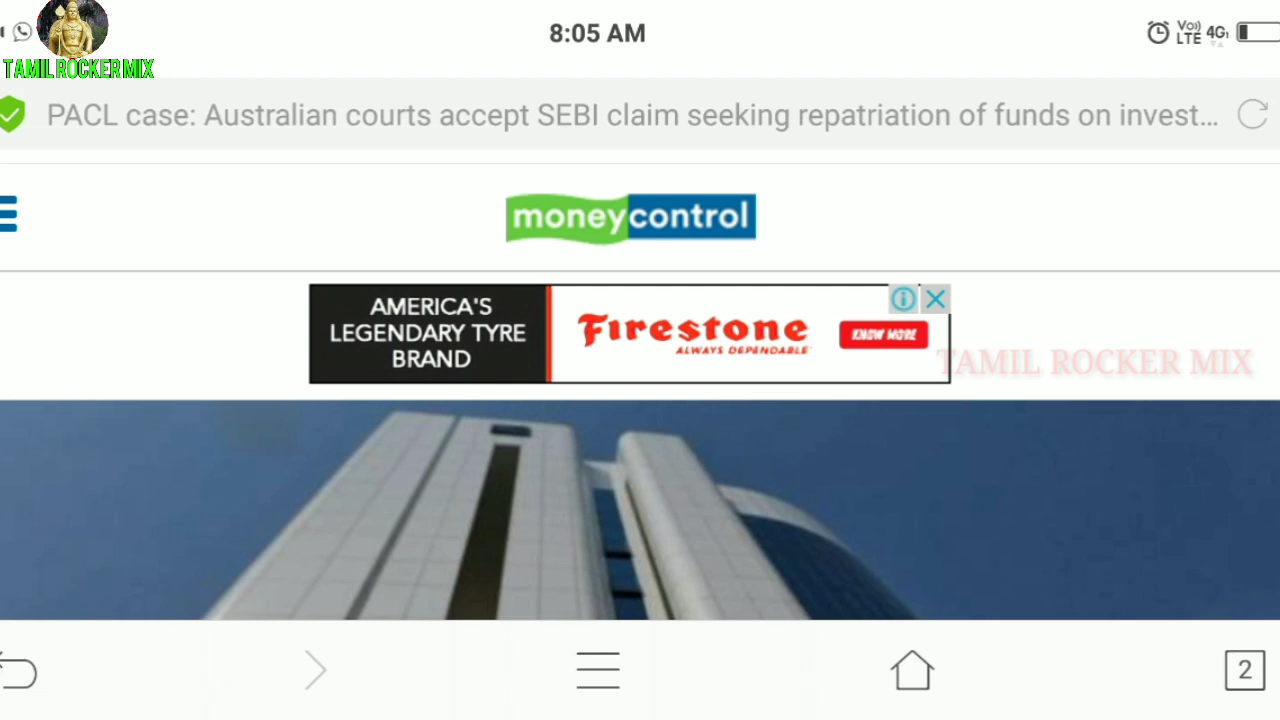 8:05 AM
Vo))
LTE
4G
TAMIL ROCKER MIX
PACL case: Australian courts accept SEBI claim seeking repatriation of funds on invest...
moneycontrol
AMERICA'S
LEGENDARY TYRE
BRAND
Firestone
ALWAYS DEPENDABLE
KNOW MORE
TAMIL ROCKER MIX
2